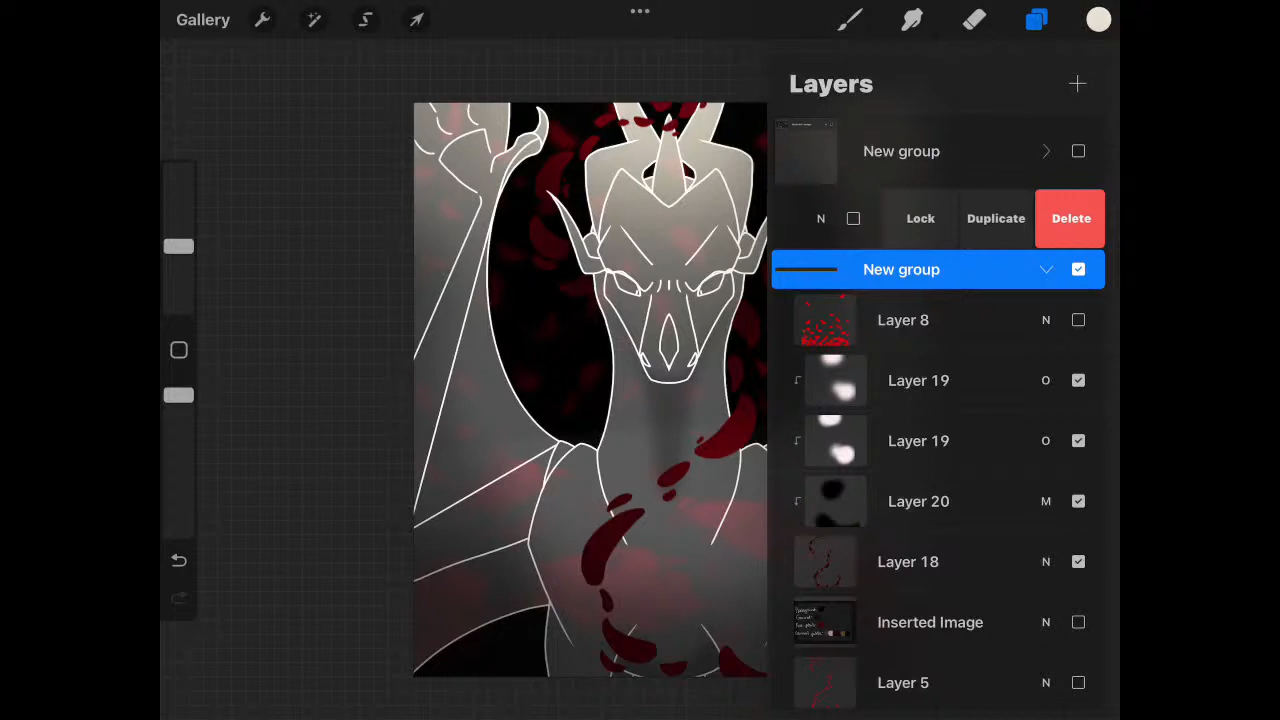 Gallery
Layers
New group
N Lock Duplicate Delete
New group
Layer 8 N
Layer 19 O
Layer 19 O
Layer 20 M
Layer 18 N
Inserted Image N
Layer 5 N